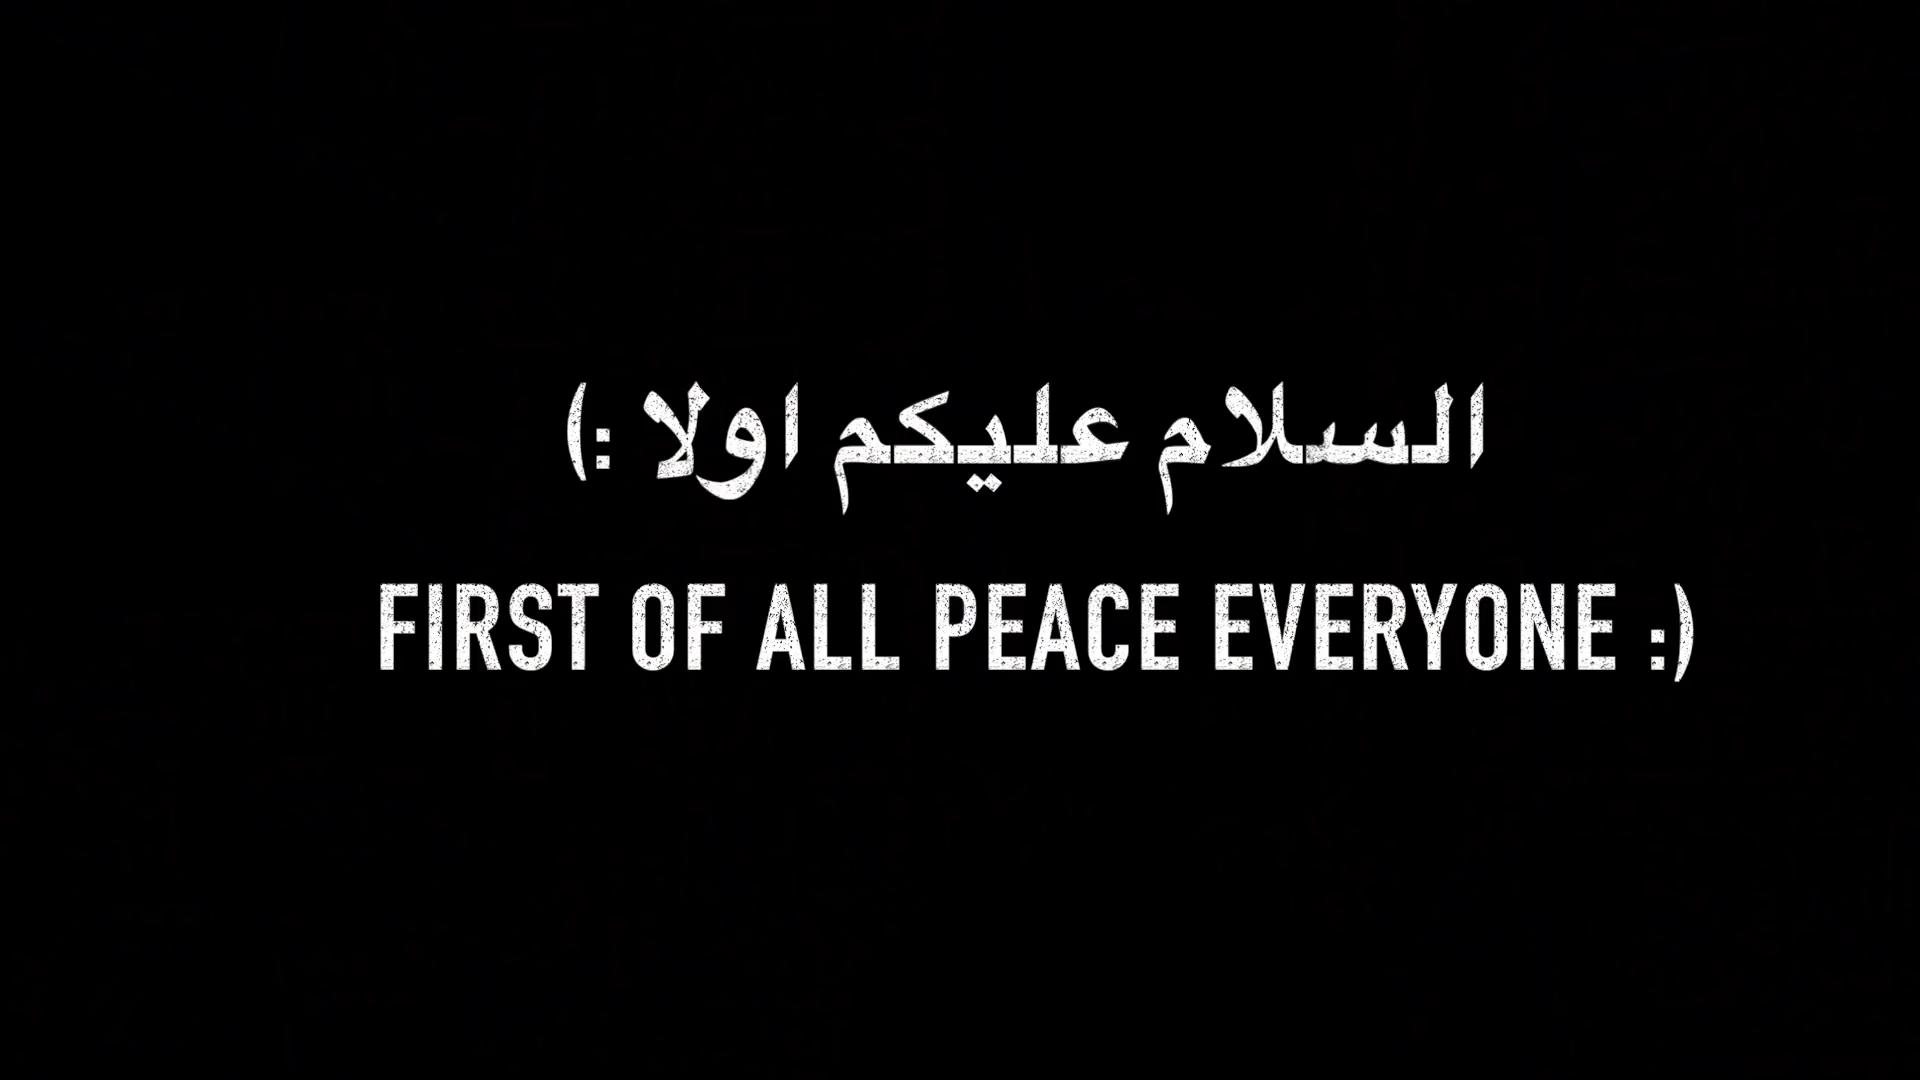 السلام عليكم اولا :)
FIRST OF ALL PEACE EVERYONE :)